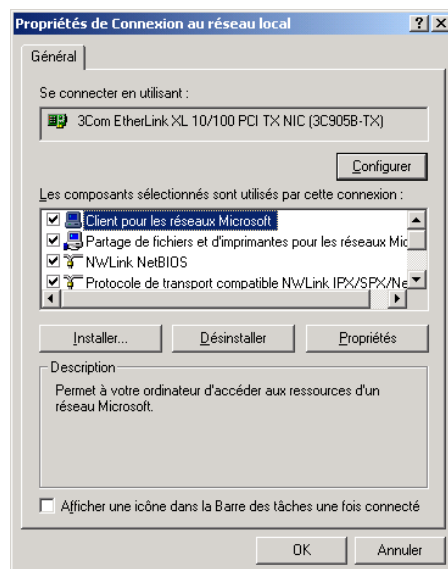 Propriétés de Connexion au réseau local
Général
Se connecter en utilisant :
3Com EtherLink XL 10/100 PCI TX NIC (3C905B-TX)
Configurer
Les composants sélectionnés sont utilisés par cette connexion :
Client pour les réseaux Microsoft
Partage de fichiers et d'imprimantes pour les réseaux Mic
NWLink NetBIOS
Protocole de transport compatible NWLink IPX/SPX/Ne
Installer... Désinstaller Propriétés
Description
Permet à votre ordinateur d'accéder aux ressources d'un
réseau Microsoft.
Afficher une icône dans la Barre des tâches une fois connecté
OK Annuler